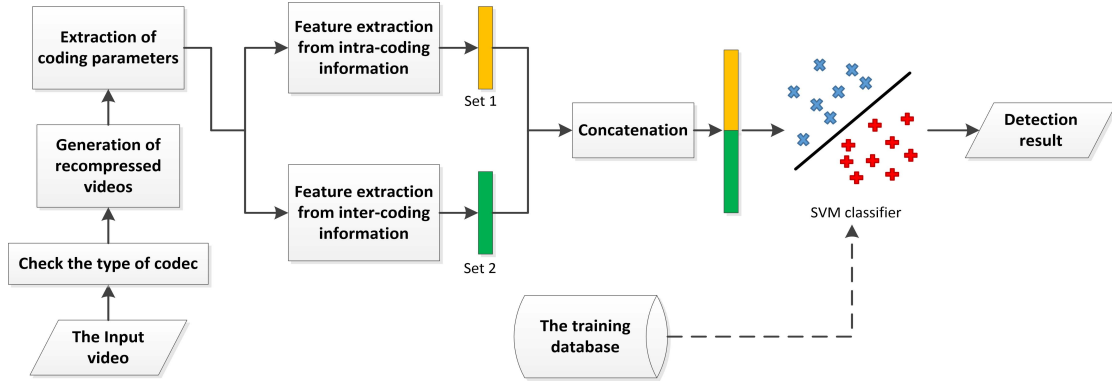 Extraction of
coding parameters
Generation of
recompressed
videos
Check the type of codec
The Input
video
Feature extraction
from intra-coding
information
Set 1
Feature extraction
from inter-coding
information
Set 2
Concatenation
SVM classifier
Detection
result
The training
database